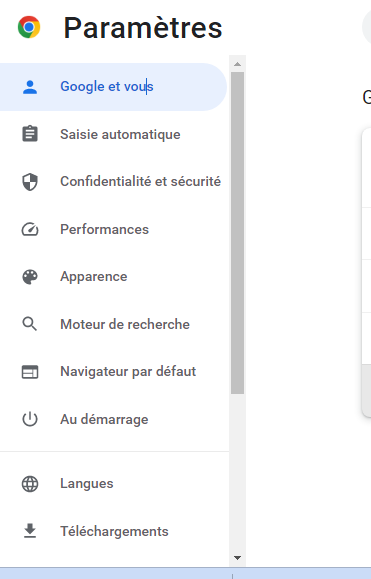 Paramètres
Google et vous
Saisie automatique
Confidentialité et sécurité
Performances
Apparence
Moteur de recherche
Navigateur par défaut
Au démarrage
Langues
Téléchargements